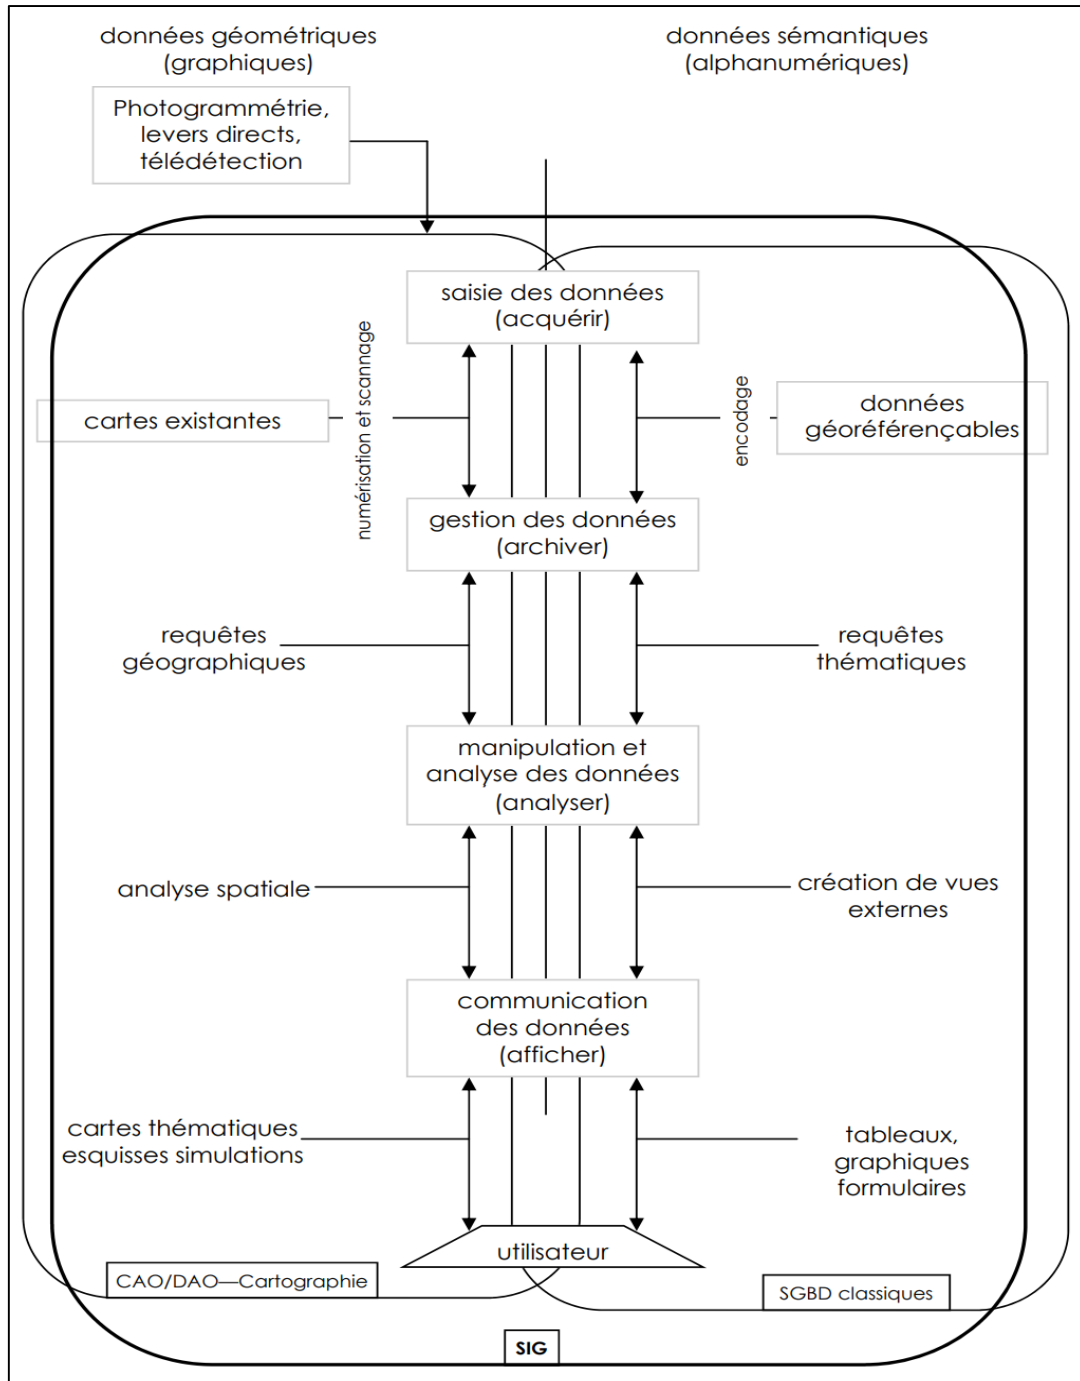 données géométriques
(graphiques)
données sémantiques
(alphanumériques)
Photogrammétrie,
levers directs,
télédétection
saisie des données
(acquérir)
numérisation et scannage
encodage
cartes existantes
données
géoréférençables
gestion des données
(archiver)
requêtes
géographiques
requêtes
thématiques
manipulation et
analyse des données
(analyser)
analyse spatiale
création de vues
externes
communication
des données
(afficher)
cartes thématiques
esquisses simulations
tableaux,
graphiques
formulaires
utilisateur
CAO/DAO—Cartographie
SGBD classiques
SIG